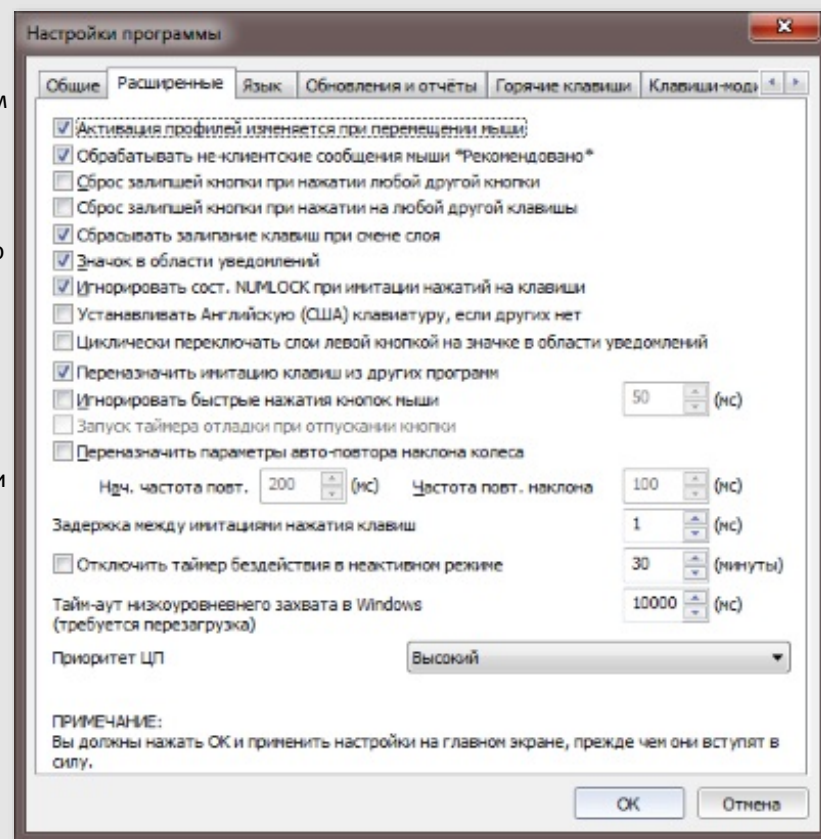 Настройки программы
Общие Расширенные Язык Обновления и отчёты Горячие клавиши Клавиши-моди
м
Активация профилей изменяется при перемещении мыши
Обрабатывать не-клиентские сообщения мыши *Рекомендовано*
Сброс залипшей кнопки при нажатии любой другой кнопки
Сброс залипшей кнопки при нажатии на любой другой клавишы
Сбрасывать залипание клавиш при смене слоя
Значок в области уведомлений
Игнорировать сост. NUMLOCK при имитации нажатий на клавиши
Устанавливать Английскую (США) клавиатуру, если других нет
Циклически переключать слои левой кнопкой на значке в области уведомлений
Переназначить имитацию клавиш из других программ
Игнорировать быстрые нажатия кнопок мыши 50 (мс)
Запуск таймера отладки при отпускании кнопки
Переназначить параметры авто-повтора наклона колеса
и
Нач. частота повт. 200 (мс) Частота повт. наклона 100 (мс)
Задержка между имитациями нажатия клавиш 1 (мс)
Отключить таймер бездействия в неактивном режиме 30 (минуты)
Тайм-аут низкоуровневнего захвата в Windows 10000 (мс)
(требуется перезагрузка)
Приоритет ЦП Высокий
ПРИМЕЧАНИЕ:
Вы должны нажать ОК и применить настройки на главном экране, прежде чем они вступят в
силу.
ОК Отмена